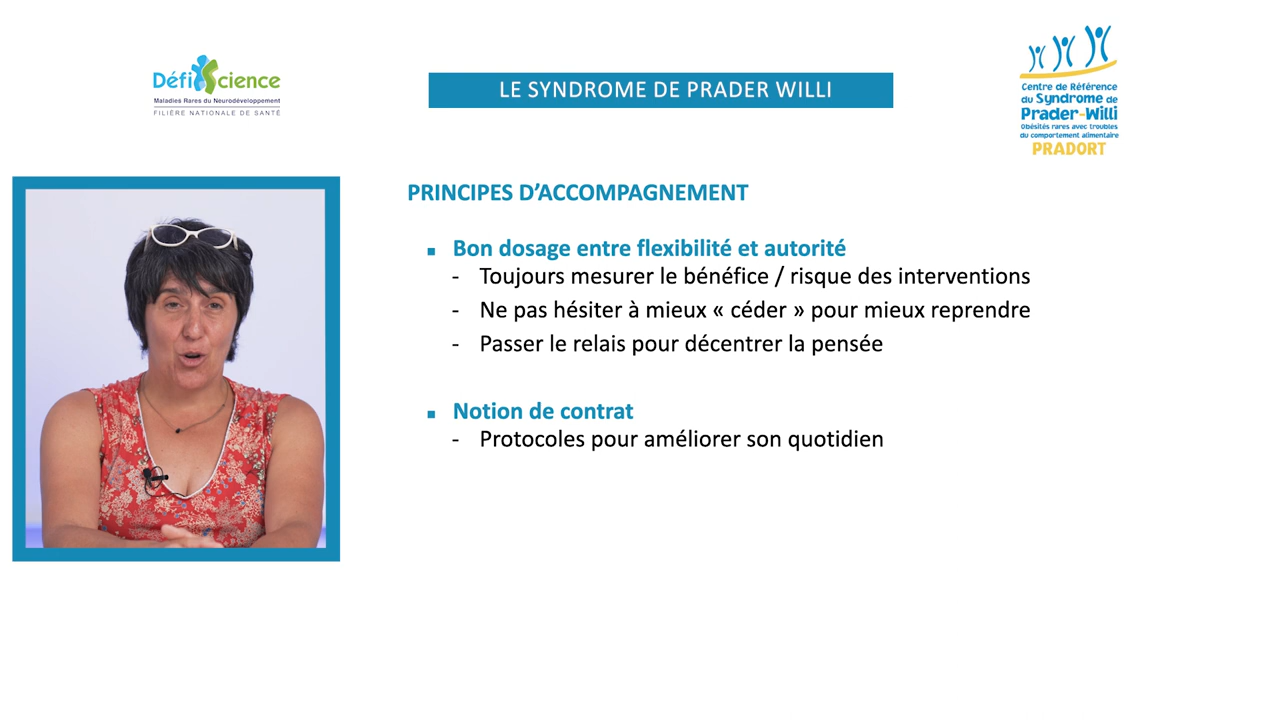 DéfiScience
Maladies Rares du Neurodéveloppement
FILIÈRE NATIONALE DE SANTÉ
LE SYNDROME DE PRADER WILLI
Centre de Référence
du Syndrome de
Prader-Willi
Obésités rares avec troubles
du comportement alimentaire
PRADORT
PRINCIPES D’ACCOMPAGNEMENT
▪ Bon dosage entre flexibilité et autorité
- Toujours mesurer le bénéfice / risque des interventions
- Ne pas hésiter à mieux « céder » pour mieux reprendre
- Passer le relais pour décentrer la pensée
▪ Notion de contrat
- Protocoles pour améliorer son quotidien